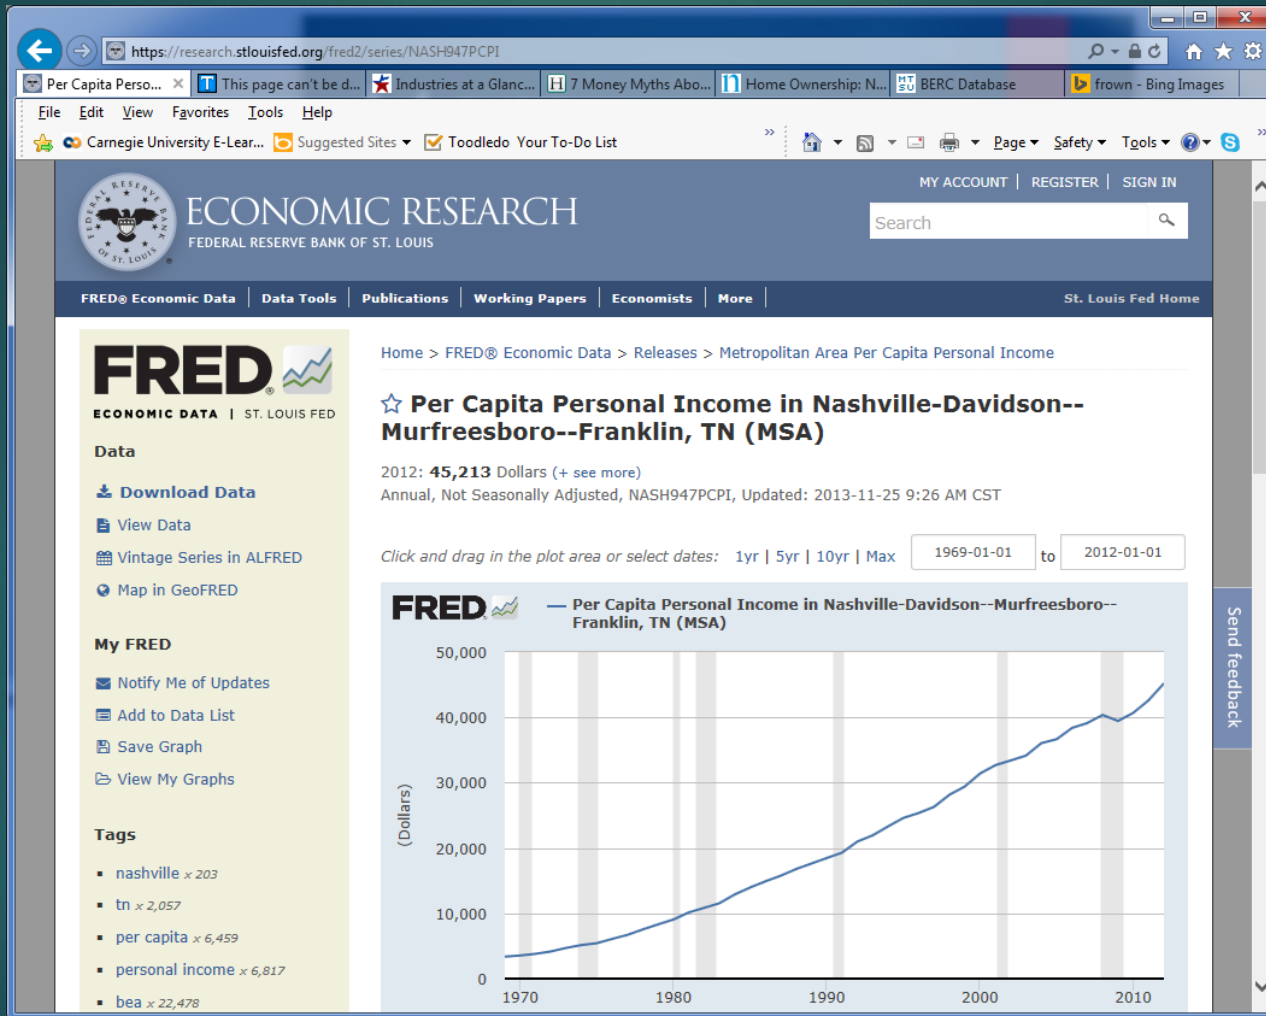 https://research.stlouisfed.org/fred2/series/NASH947PCPI
Per Capita Perso...
This page can't be d...
Industries at a Glanc...
7 Money Myths Abo...
Home Ownership: N...
BERC Database
frown - Bing Images
File Edit View Favorites Tools Help
Carnegie University E-Lear... Suggested Sites Toodledo Your To-Do List
Page Safety Tools
MY ACCOUNT | REGISTER | SIGN IN
FEDERAL RESERVE BANK OF ST. LOUIS
ECONOMIC RESEARCH
FEDERAL RESERVE BANK OF ST. LOUIS
Search
FRED® Economic Data | Data Tools | Publications | Working Papers | Economists | More |
St. Louis Fed Home
FRED®
ECONOMIC DATA | ST. LOUIS FED
Data
Download Data
View Data
Vintage Series in ALFRED
Map in GeoFRED
My FRED
Notify Me of Updates
Add to Data List
Save Graph
View My Graphs
Tags
nashville x 203
tn x 2,057
per capita x 6,459
personal income x 6,817
bea x 22,478
Home > FRED® Economic Data > Releases > Metropolitan Area Per Capita Personal Income
Per Capita Personal Income in Nashville-Davidson--
Murfreesboro--Franklin, TN (MSA)
2012: 45,213 Dollars (+ see more)
Annual, Not Seasonally Adjusted, NASH947PCPI, Updated: 2013-11-25 9:26 AM CST
Click and drag in the plot area or select dates: 1yr | 5yr | 10yr | Max 1969-01-01 to 2012-01-01
FRED
Per Capita Personal Income in Nashville-Davidson--Murfreesboro--
Franklin, TN (MSA)
50,000
40,000
30,000
20,000
10,000
0
(Dollars)
1970 1980 1990 2000 2010
Send feedback